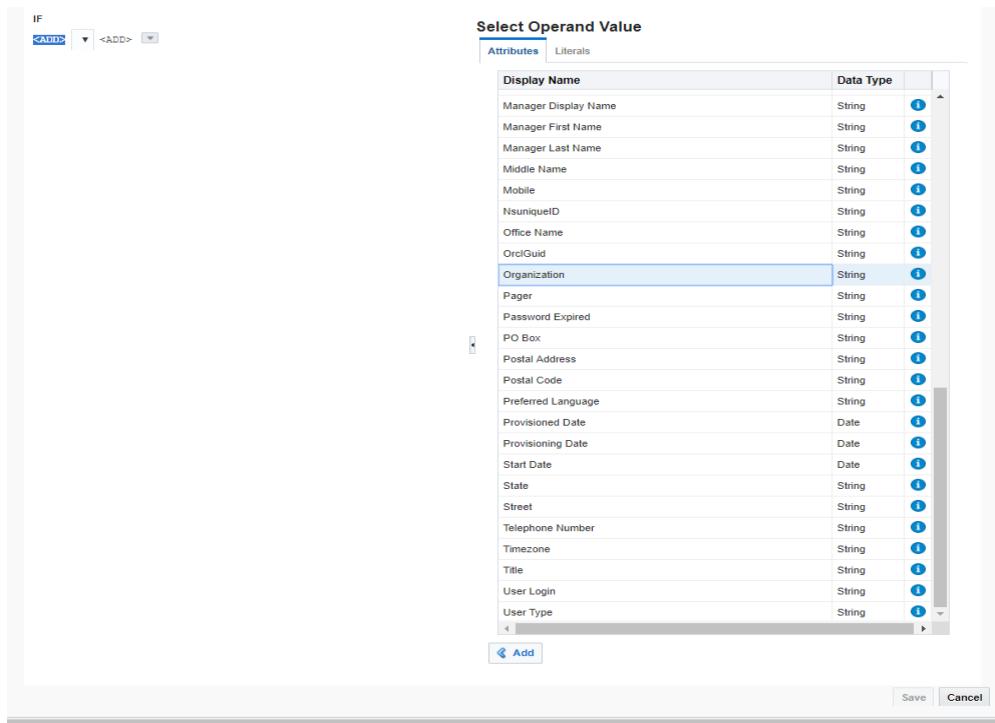 IF
<ADD> <ADD>
Select Operand Value
Attributes Literals
Display Name Data Type
Manager Display Name String
Manager First Name String
Manager Last Name String
Middle Name String
Mobile String
NsuniqueID String
Office Name String
OrclGuid String
Organization String
Pager String
Password Expired String
PO Box String
Postal Address String
Postal Code String
Preferred Language String
Provisioned Date Date
Provisioning Date Date
Start Date Date
State String
Street String
Telephone Number String
Timezone String
Title String
User Login String
User Type String
Add
Save Cancel